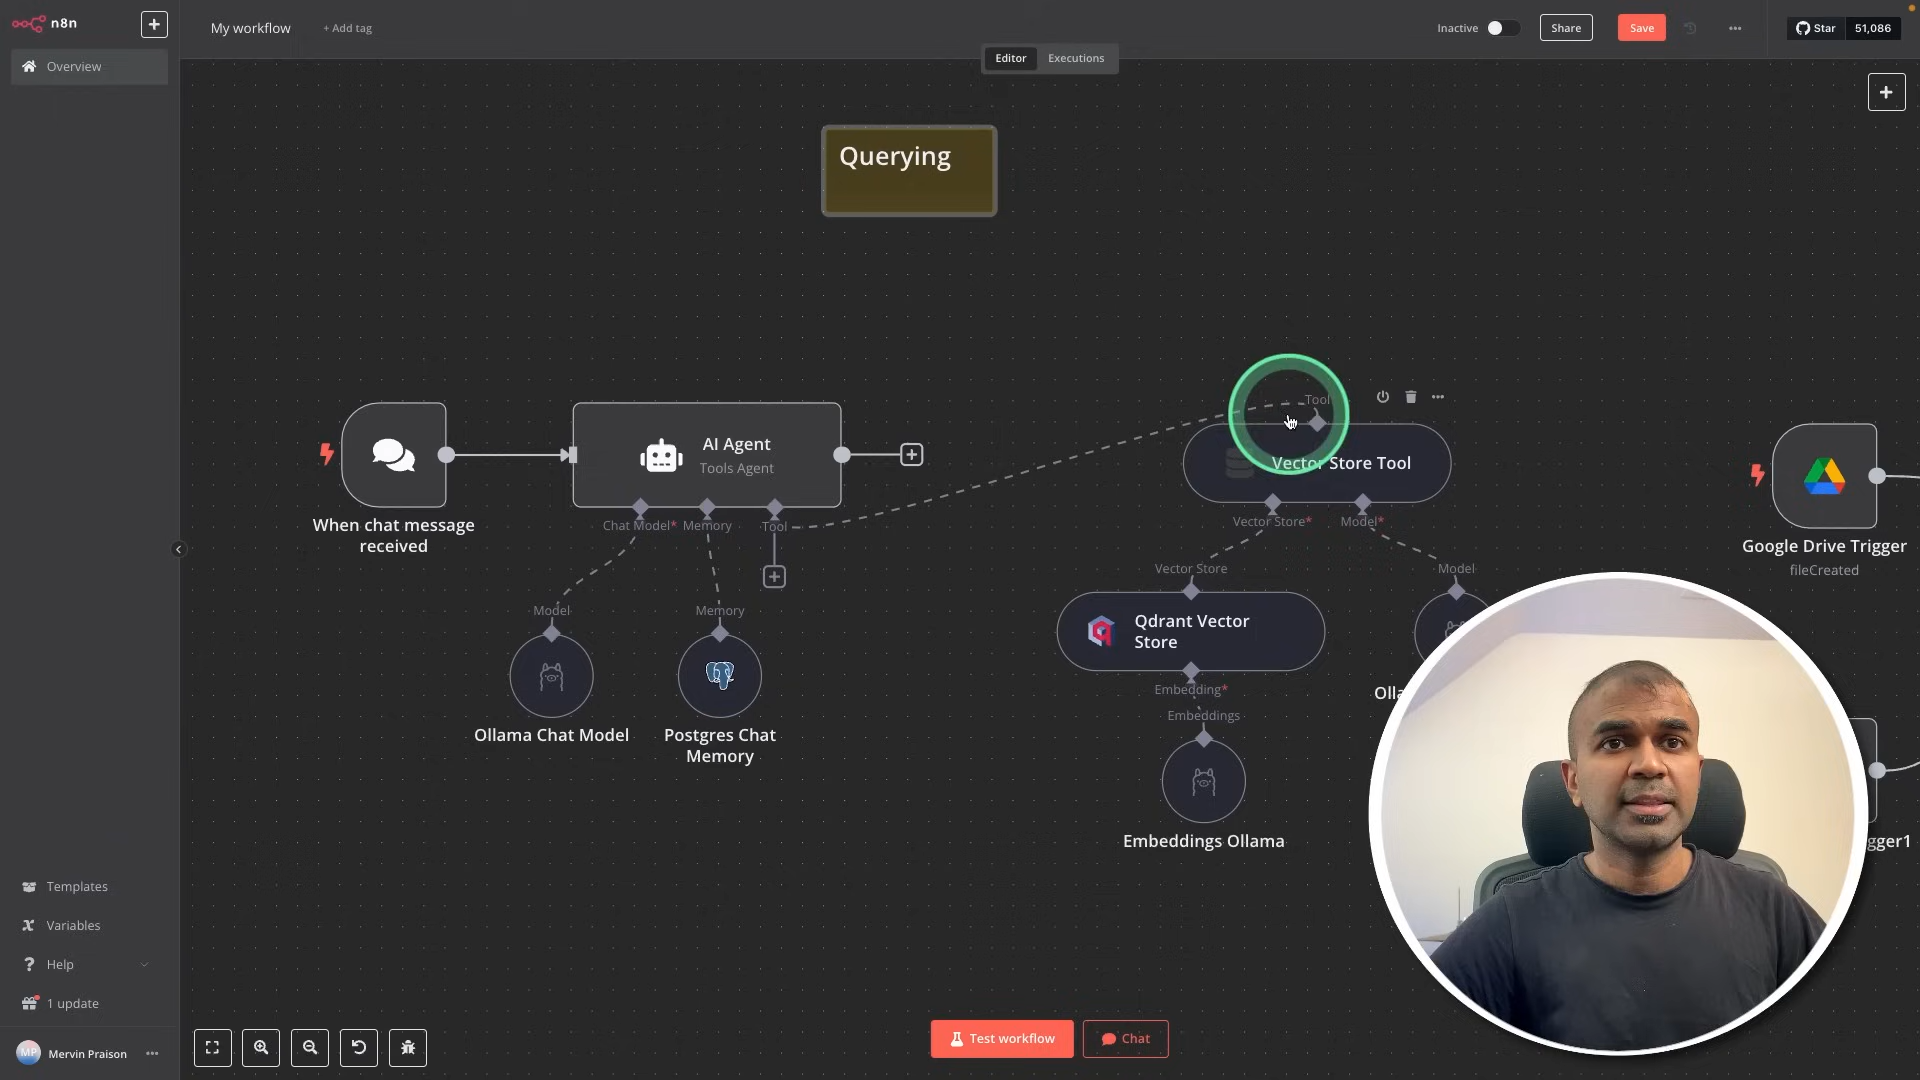 n8n
My workflow
+ Add tag
Inactive
Share
Save
Star
51,086
Overview
Editor
Executions
Querying
Tool
AI Agent
Tools Agent
Vector Store Tool
When chat message
received
Chat Model*
Memory
Tool
Vector Store*
Model*
Google Drive Trigger
fileCreated
Vector Store
Model
Model
Memory
Qdrant Vector
Store
Embedding*
Embeddings
Ollama Chat Model
Postgres Chat
Memory
Embeddings Ollama
gger1
Templates
Variables
Help
1 update
MP
Mervin Praison
Test workflow
Chat